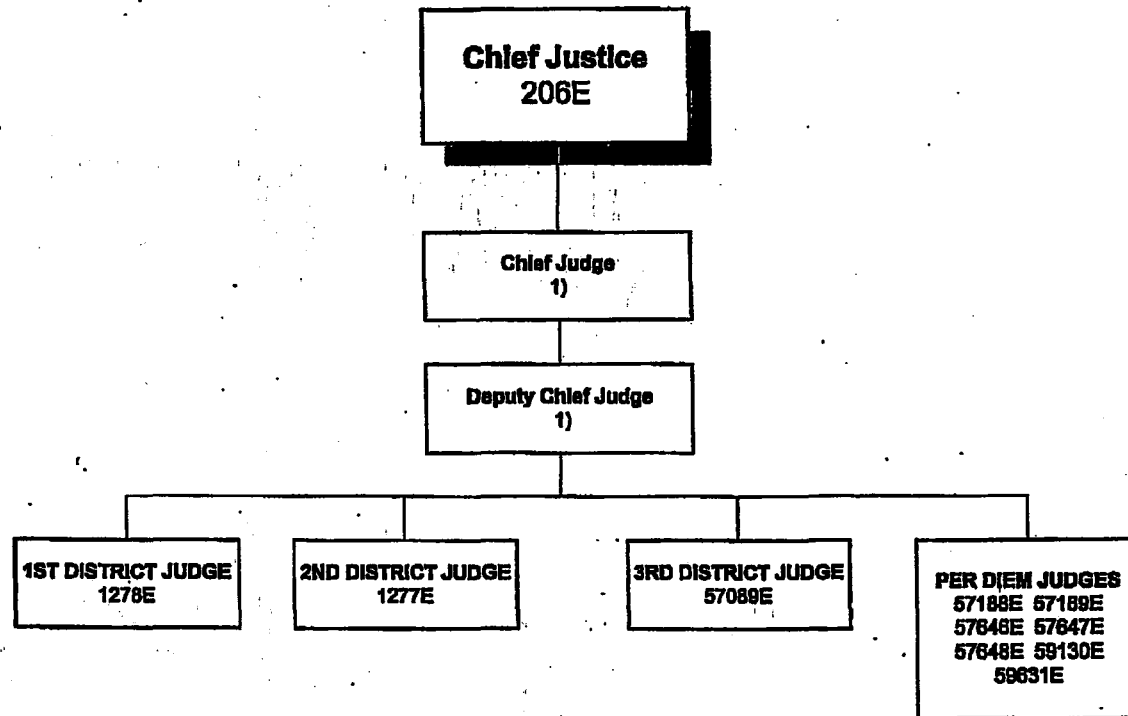 Chief Justice
206E
Chief Judge
1)
Deputy Chief Judge
1)
1ST DISTRICT JUDGE
1278E
2ND DISTRICT JUDGE
1277E
3RD DISTRICT JUDGE
57089E
PER DIEM JUDGES
57188E 57189E
57646E 57647E
57648E 59130E
59631E